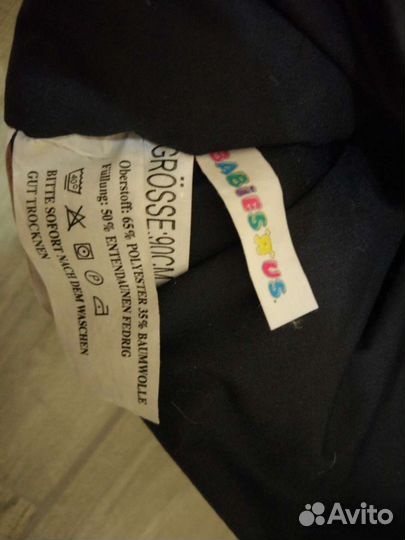 BABIES"R"US.
GRÖSSE:90CM
Oberstoff: 65% POLYESTER 35% BAUMWOLLE
Füllung: 50% ENTENDAUNEN FEDRIG
40°
BITTE SOFORT NACH DEM WASCHEN
GUT TROCKNEN
Avito